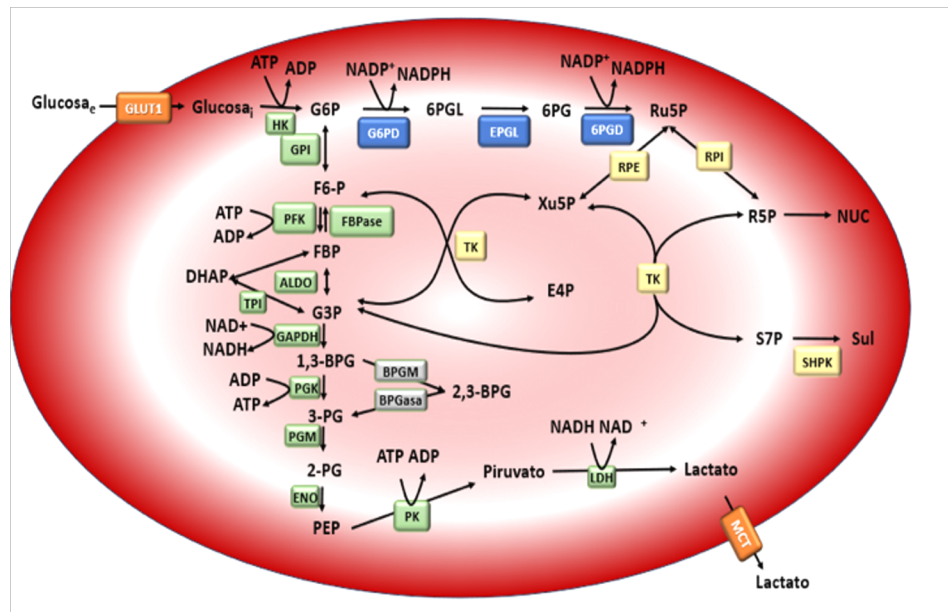 ATP ADP
NADP+ NADPH
NADP+ NADPH
Glucosae
GLUT1
Glucosai
HK
G6P
G6PD
6PGL
EPGL
6PG
6PGD
Ru5P
GPI
RPE
RPI
F6-P
Xu5P
R5P
NUC
ATP
ADP
PFK
FBPase
TK
FBP
DHAP
ALDO
TK
TPI
E4P
G3P
NAD+
NADH
GAPDH
S7P
Sul
SHPK
1,3-BPG
BPGM
ADP
ATP
PGK
BPGasa
2,3-BPG
3-PG
PGM
NADH NAD +
2-PG
ATP ADP
Piruvato
LDH
Lactato
ENO
PK
PEP
MCT
Lactato